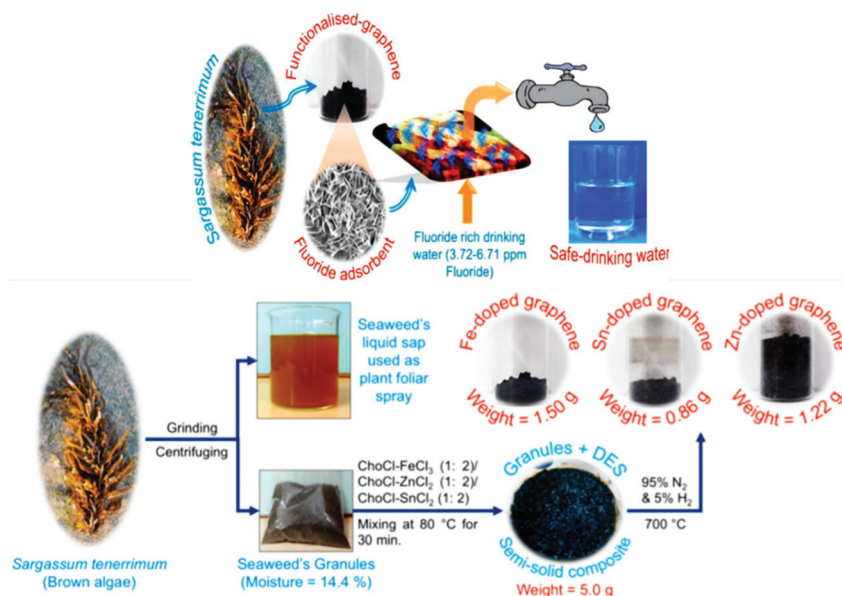 Functionalised-graphene
Sargassum tenerrimum
Fluoride adsorbent
Fluoride rich drinking
water (3.72-6.71 ppm
Fluoride)
Safe-drinking water
Seaweed's
liquid sap
used as
plant foliar
spray
Fe-doped graphene
Weight = 1.50 g
Sn-doped graphene
Weight = 0.86 g
Zn-doped graphene
Weight = 1.22 g
Grinding
Centrifuging
ChoCl-FeCl₃ (1: 2)/
ChoCl-ZnCl₂ (1: 2)/
ChoCl-SnCl₂ (1: 2)
Mixing at 80 °C for
30 min.
Granules + DES
Semi-solid composite
Weight = 5.0 g
95% N₂
& 5% H₂
700 °C
Sargassum tenerrimum
(Brown algae)
Seaweed's Granules
(Moisture = 14.4 %)